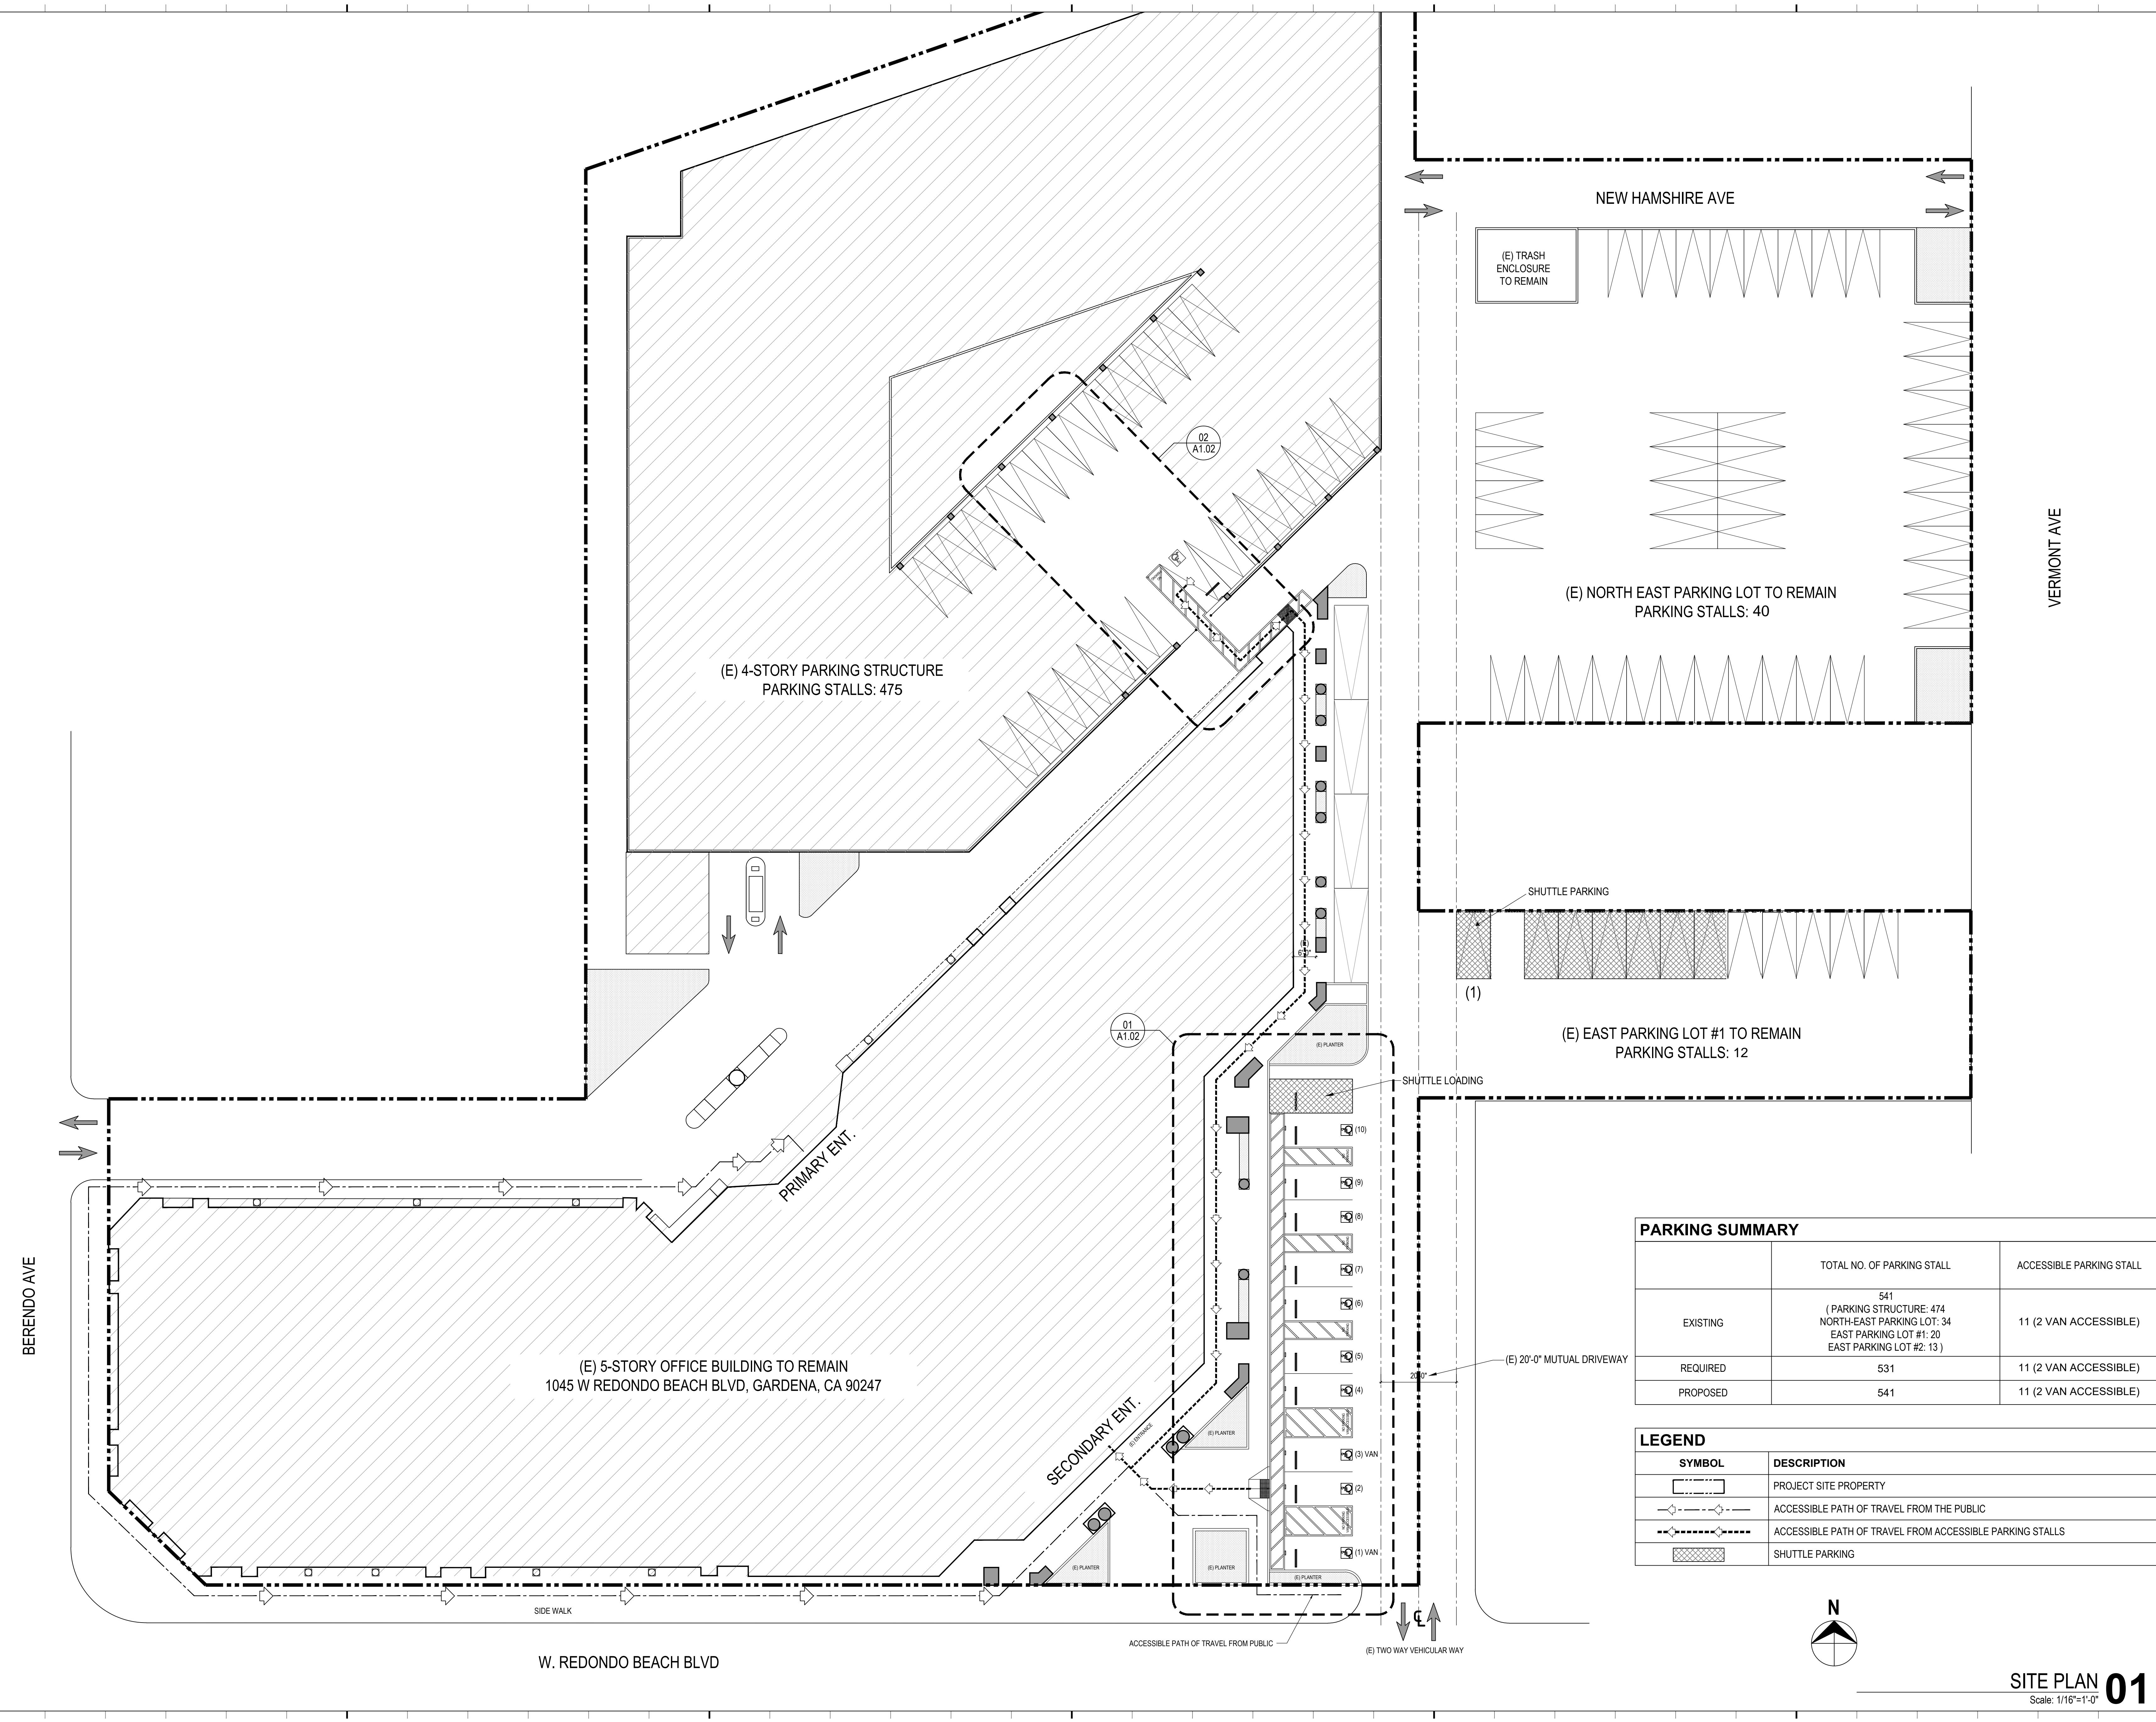 NEW HAMSHIRE AVE
(E) TRASH
ENCLOSURE
TO REMAIN
02
A1.02
VERMONT AVE
(E) NORTH EAST PARKING LOT TO REMAIN
PARKING STALLS: 40
(E) 4-STORY PARKING STRUCTURE
PARKING STALLS: 475
SHUTTLE PARKING
(1)
(E) EAST PARKING LOT #1 TO REMAIN
PARKING STALLS: 12
01
A1.02
(E) PLANTER
SHUTTLE LOADING
(10)
(9)
(8)
(7)
(6)
(5)
(4)
(3) VAN
(2)
(1) VAN
PRIMARY ENT.
BERENDO AVE
(E) 5-STORY OFFICE BUILDING TO REMAIN
1045 W REDONDO BEACH BLVD, GARDENA, CA 90247
SECONDARY ENT.
(E) ENTRANCE
(E) PLANTER
(E) PLANTER
(E) PLANTER
(E) PLANTER
20'-0"
(E) 20'-0" MUTUAL DRIVEWAY
SIDE WALK
ACCESSIBLE PATH OF TRAVEL FROM PUBLIC
(E) TWO WAY VEHICULAR WAY
W. REDONDO BEACH BLVD
PARKING SUMMARY
TOTAL NO. OF PARKING STALL
ACCESSIBLE PARKING STALL
EXISTING
541
( PARKING STRUCTURE: 474
NORTH-EAST PARKING LOT: 34
EAST PARKING LOT #1: 20
EAST PARKING LOT #2: 13 )
11 (2 VAN ACCESSIBLE)
REQUIRED
531
11 (2 VAN ACCESSIBLE)
PROPOSED
541
11 (2 VAN ACCESSIBLE)
LEGEND
SYMBOL
DESCRIPTION
PROJECT SITE PROPERTY
ACCESSIBLE PATH OF TRAVEL FROM THE PUBLIC
ACCESSIBLE PATH OF TRAVEL FROM ACCESSIBLE PARKING STALLS
SHUTTLE PARKING
N
SITE PLAN
Scale: 1/16"=1'-0"
01